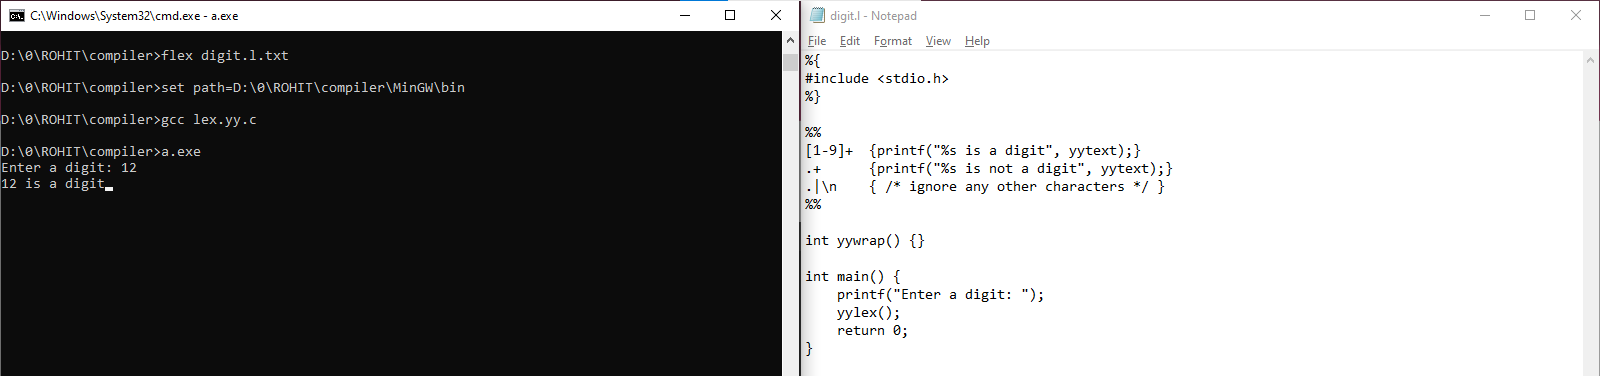 C:\Windows\System32\cmd.exe - a.exe
D:\0\ROHIT\compiler>flex digit.l.txt
D:\0\ROHIT\compiler>set path=D:\0\ROHIT\compiler\MinGW\bin
D:\0\ROHIT\compiler>gcc lex.yy.c
D:\0\ROHIT\compiler>a.exe
Enter a digit: 12
12 is a digit
digit.l - Notepad
File Edit Format View Help
%{
#include <stdio.h>
%}
%%
[1-9]+  {printf("%s is a digit", yytext);}
.+      {printf("%s is not a digit", yytext);}
.|\n    { /* ignore any other characters */ }
%%
int yywrap() {}
int main() {
    printf("Enter a digit: ");
    yylex();
    return 0;
}